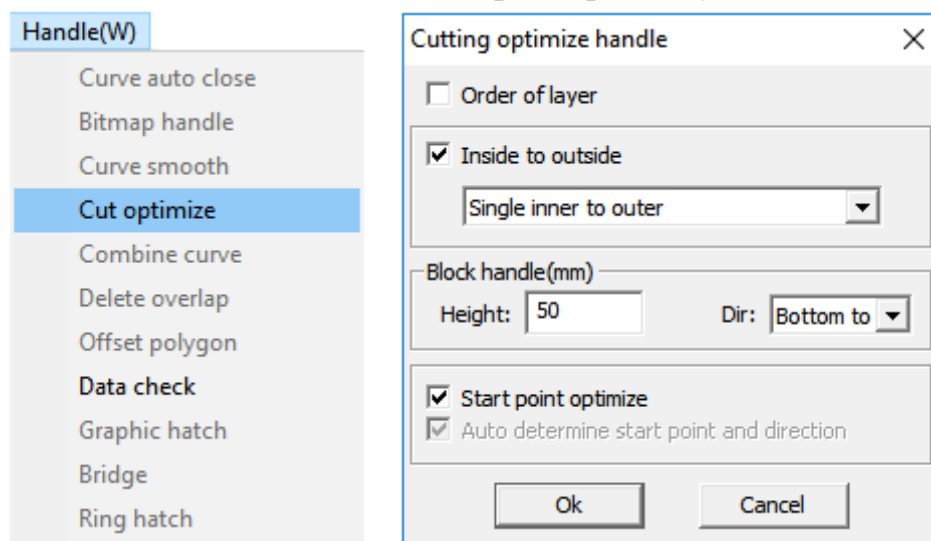 Handle(W)
Curve auto close
Bitmap handle
Curve smooth
Cut optimize
Combine curve
Delete overlap
Offset polygon
Data check
Graphic hatch
Bridge
Ring hatch
Cutting optimize handle
Order of layer
Inside to outside
Single inner to outer
Block handle(mm)
Height: 50 Dir: Bottom to
Start point optimize
Auto determine start point and direction
Ok Cancel